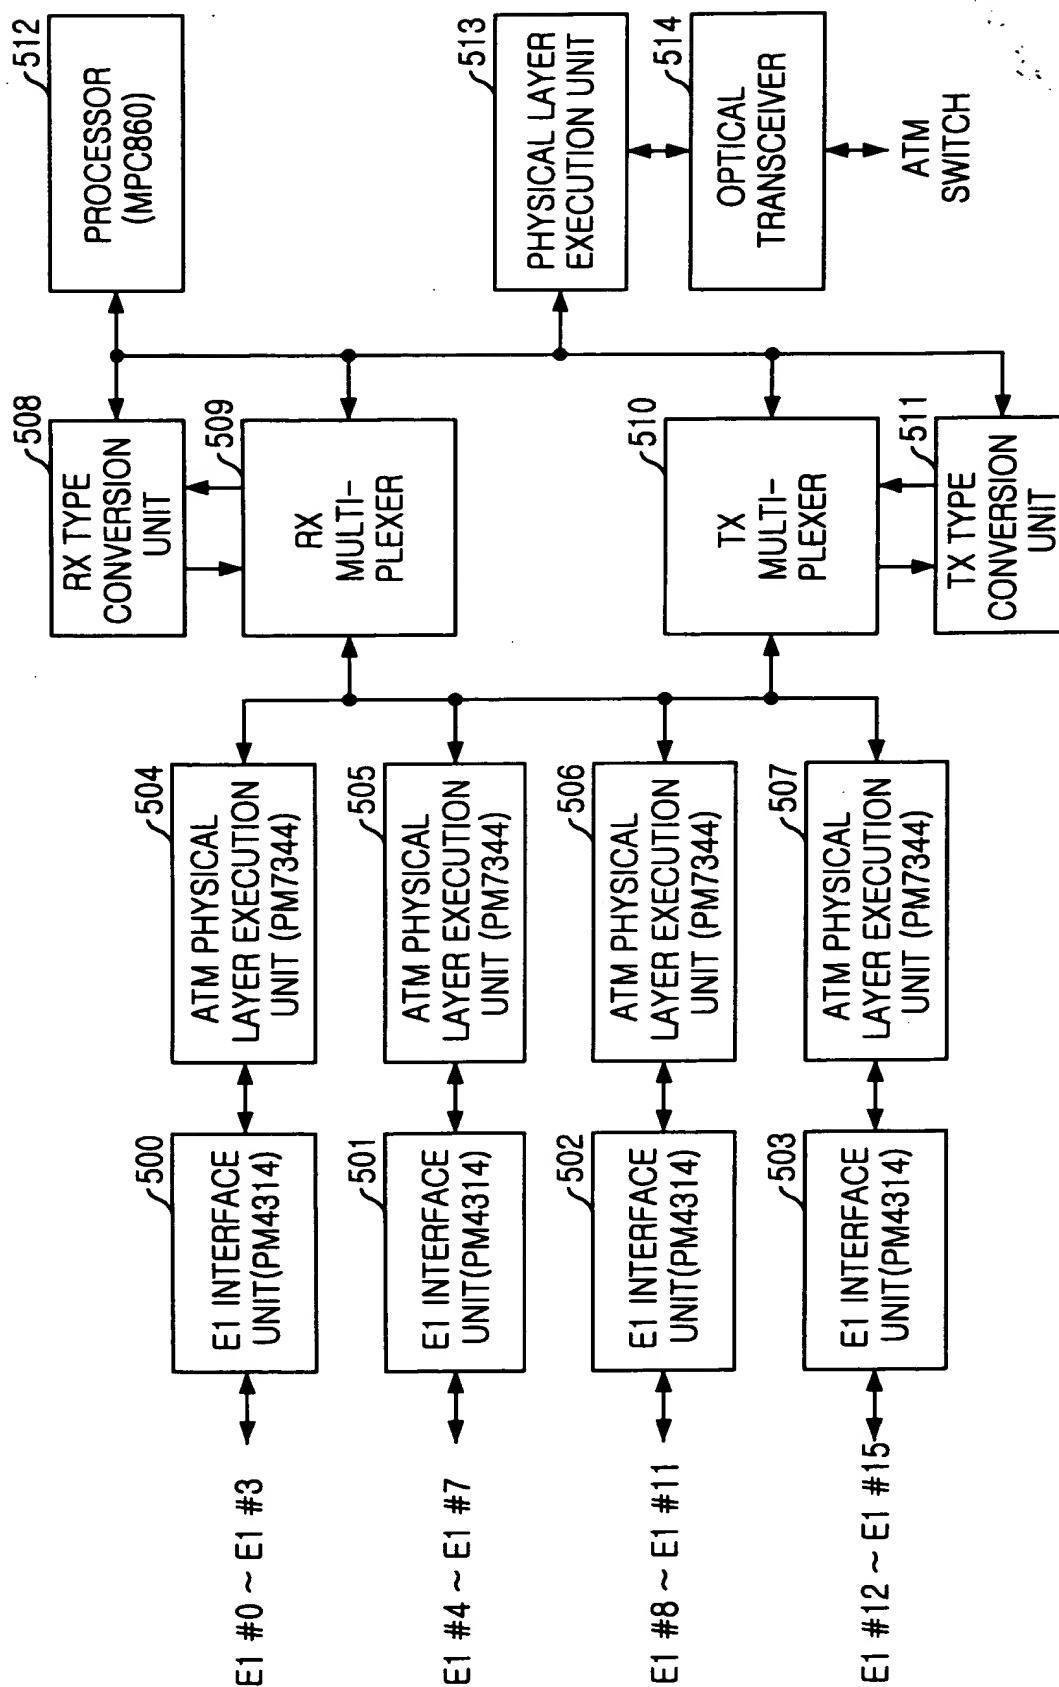 E1 #0 ~ E1 #3
500
E1 INTERFACE
UNIT(PM4314)
504
ATM PHYSICAL
LAYER EXECUTION
UNIT (PM7344)
E1 #4 ~ E1 #7
501
E1 INTERFACE
UNIT(PM4314)
505
ATM PHYSICAL
LAYER EXECUTION
UNIT (PM7344)
E1 #8 ~ E1 #11
502
E1 INTERFACE
UNIT(PM4314)
506
ATM PHYSICAL
LAYER EXECUTION
UNIT (PM7344)
E1 #12 ~ E1 #15
503
E1 INTERFACE
UNIT(PM4314)
507
ATM PHYSICAL
LAYER EXECUTION
UNIT (PM7344)
508
RX TYPE
CONVERSION
UNIT
509
RX
MULTI-
PLEXER
510
TX
MULTI-
PLEXER
511
TX TYPE
CONVERSION
UNIT
512
PROCESSOR
(MPC860)
513
PHYSICAL LAYER
EXECUTION UNIT
514
OPTICAL
TRANSCEIVER
ATM
SWITCH